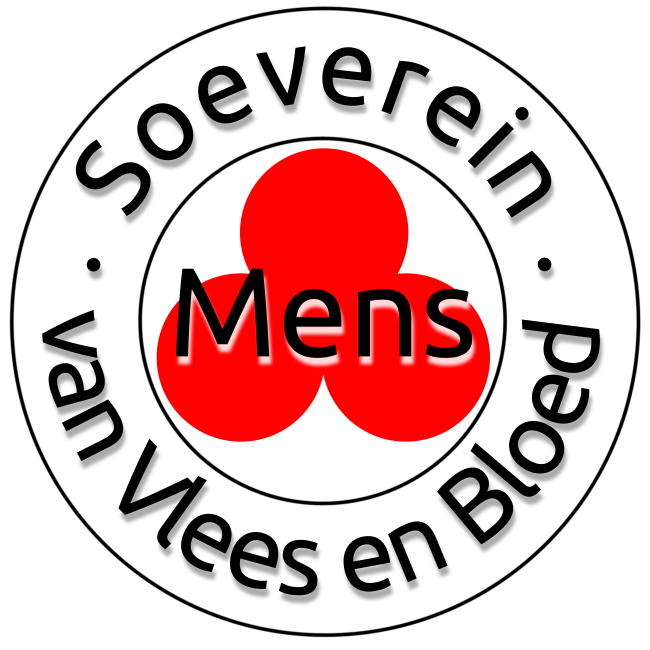 · Soeverein ·
Mens
van Vlees en Bloed